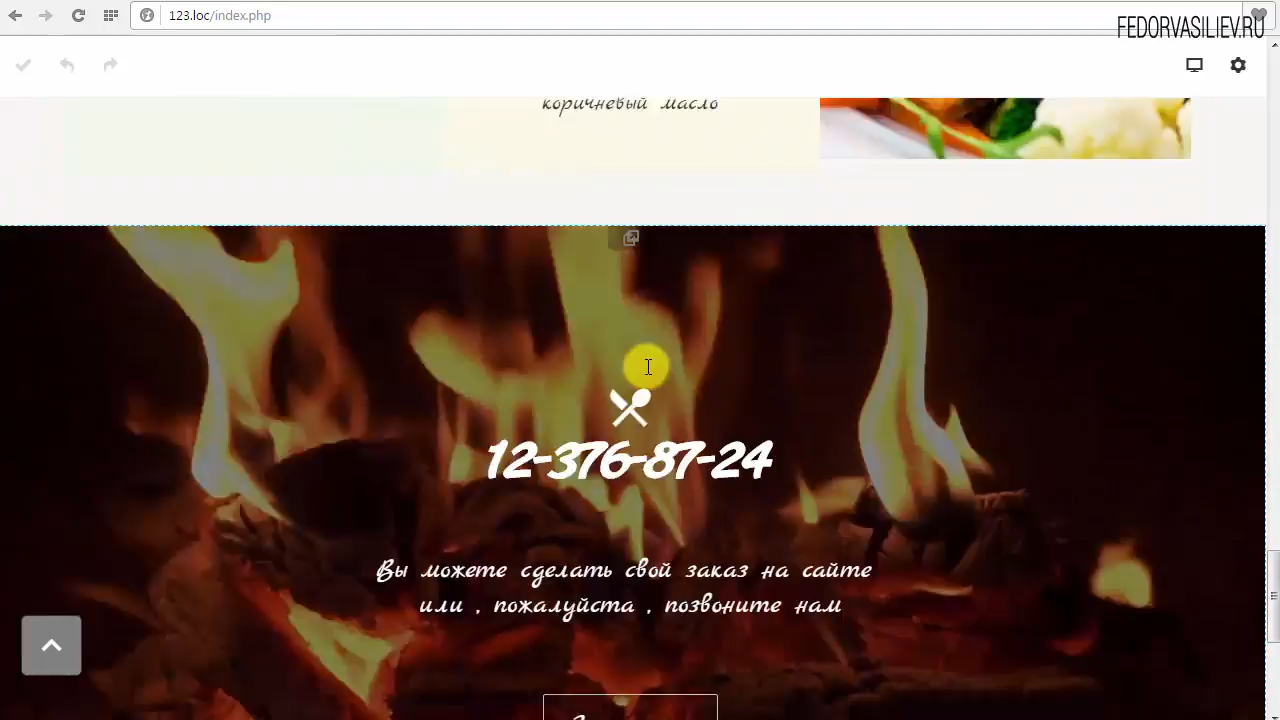 123.loc/index.php
FEDORVASILIEV.RU
коричневый масло
12-376-87-24
Вы можете сделать свой заказ на сайте
или , пожалуйста , позвоните нам